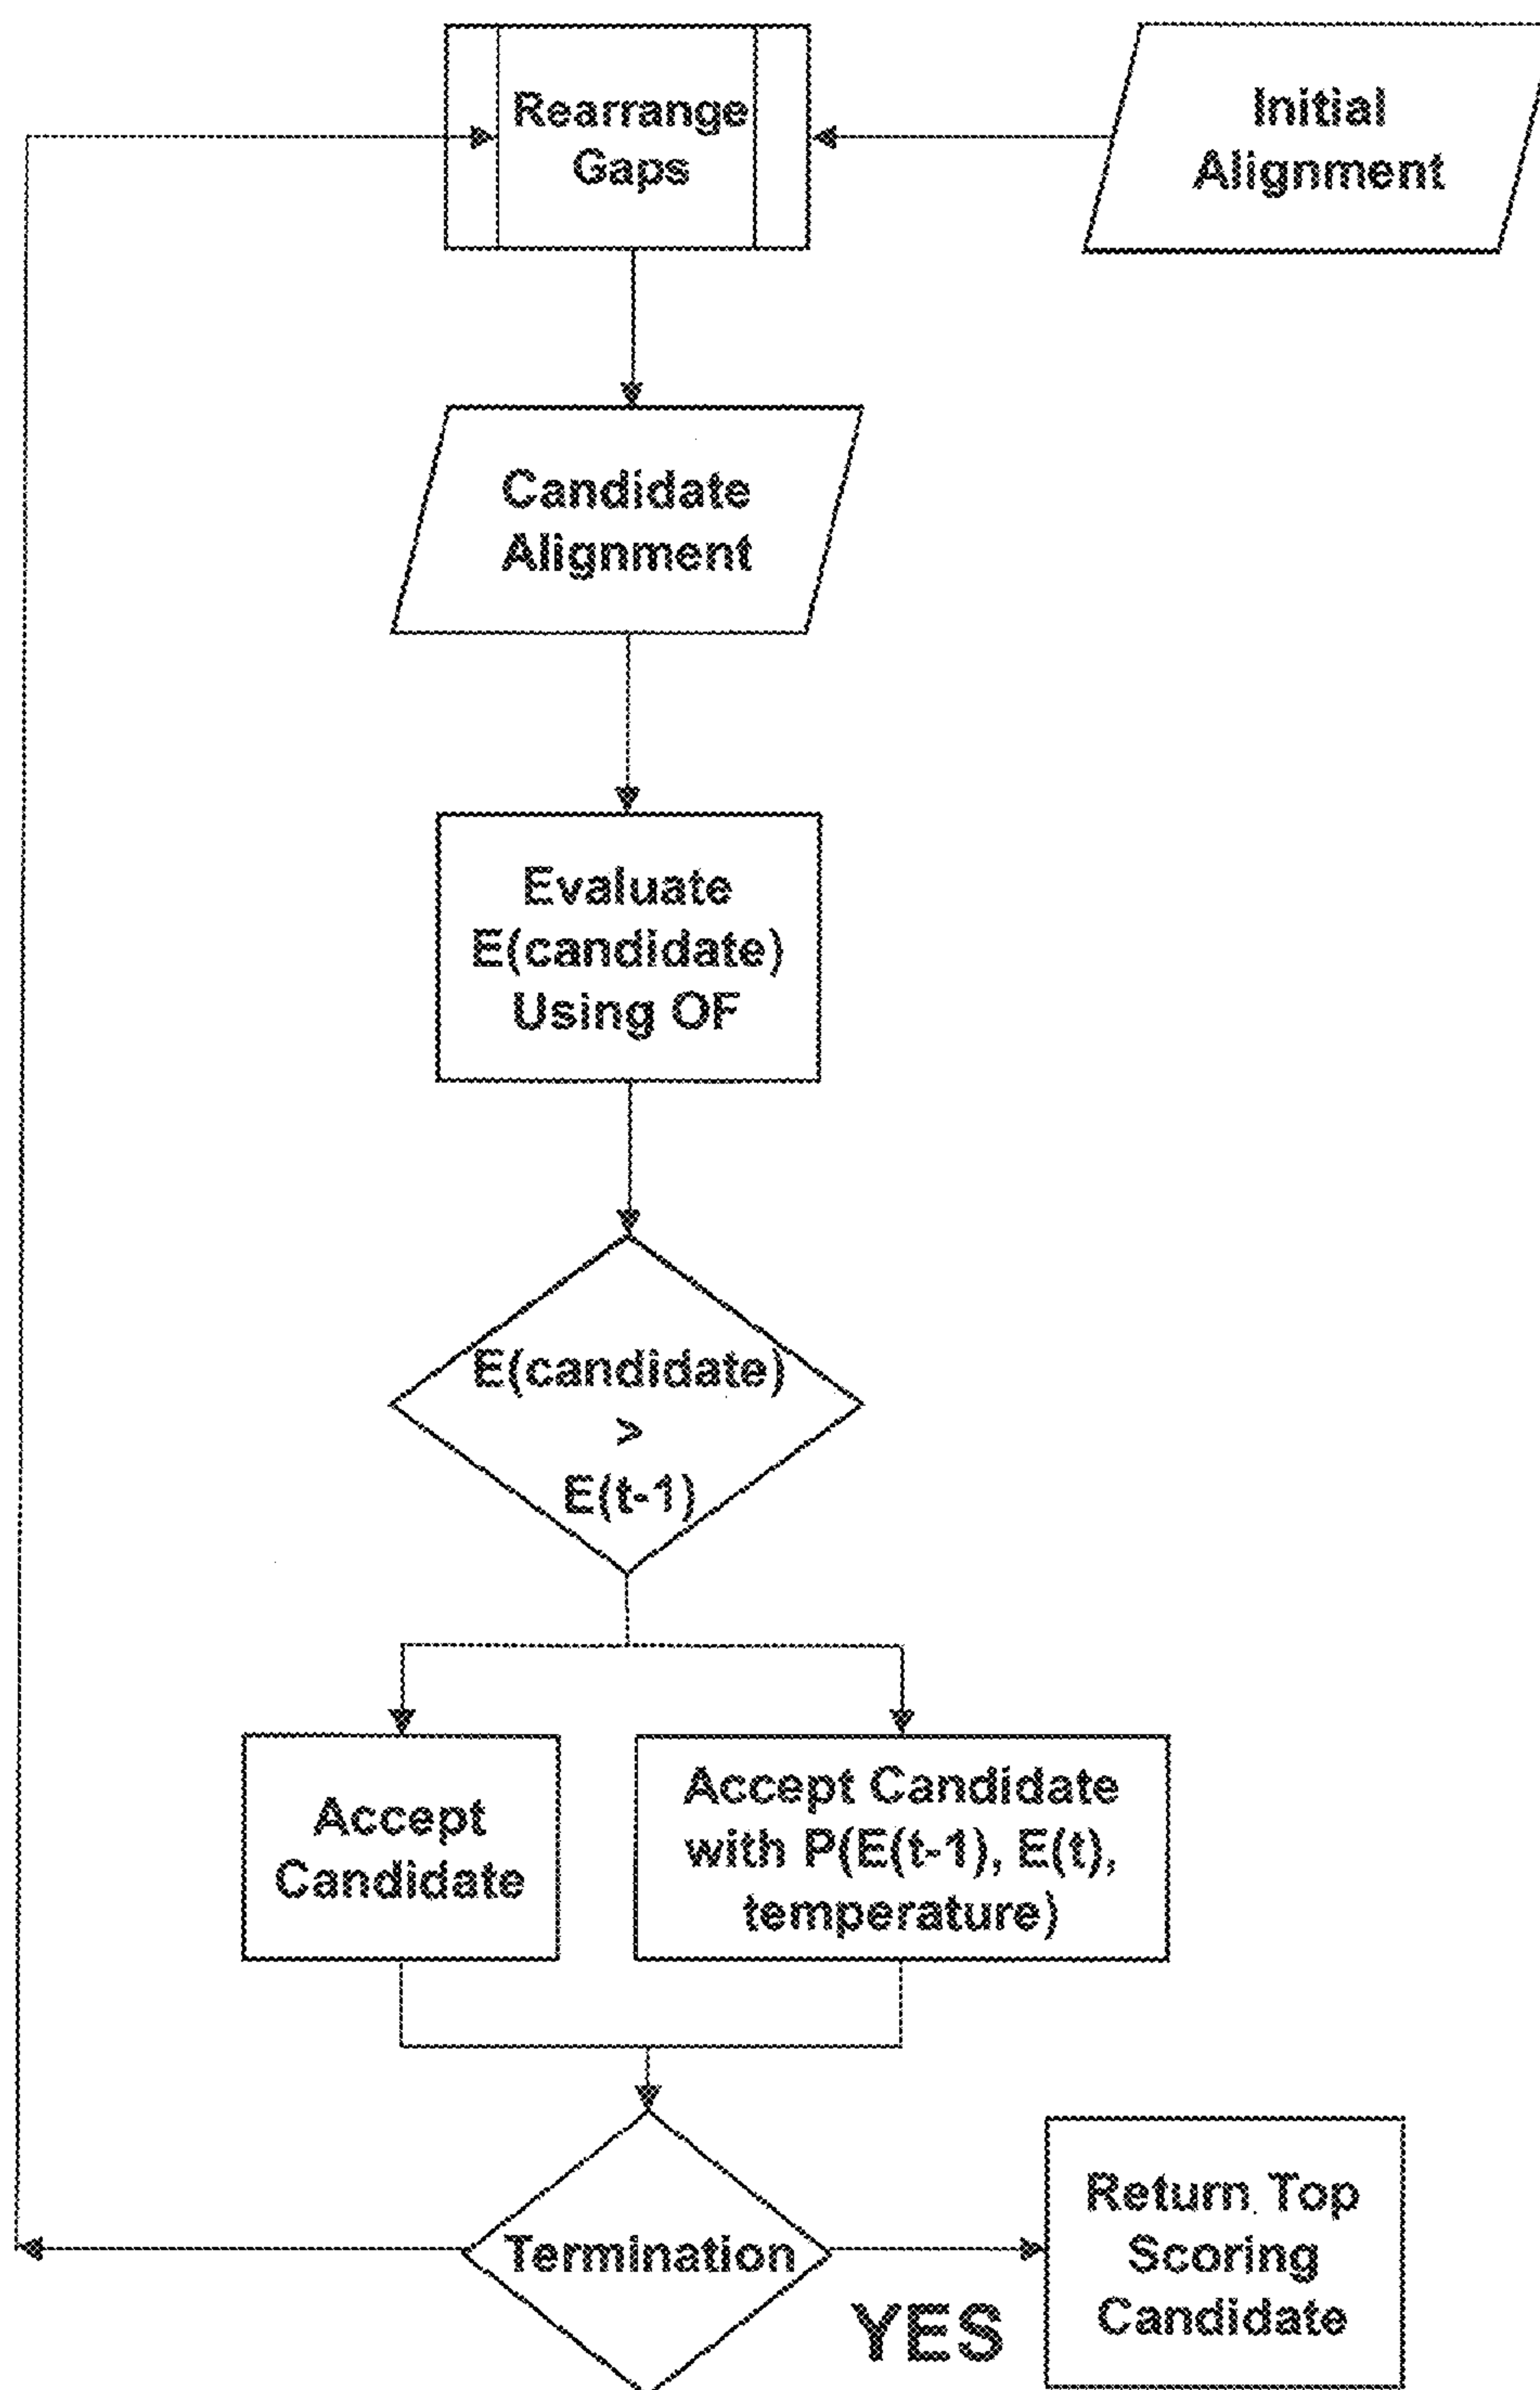 Rearrange
Gaps
Initial
Alignment
Candidate
Alignment
Evaluate
E(candidate)
Using OF
E(candidate)
>
E(t-1)
Accept
Candidate
Accept Candidate
with P(E(t-1), E(t),
temperature)
Termination
YES
Return Top
Scoring
Candidate